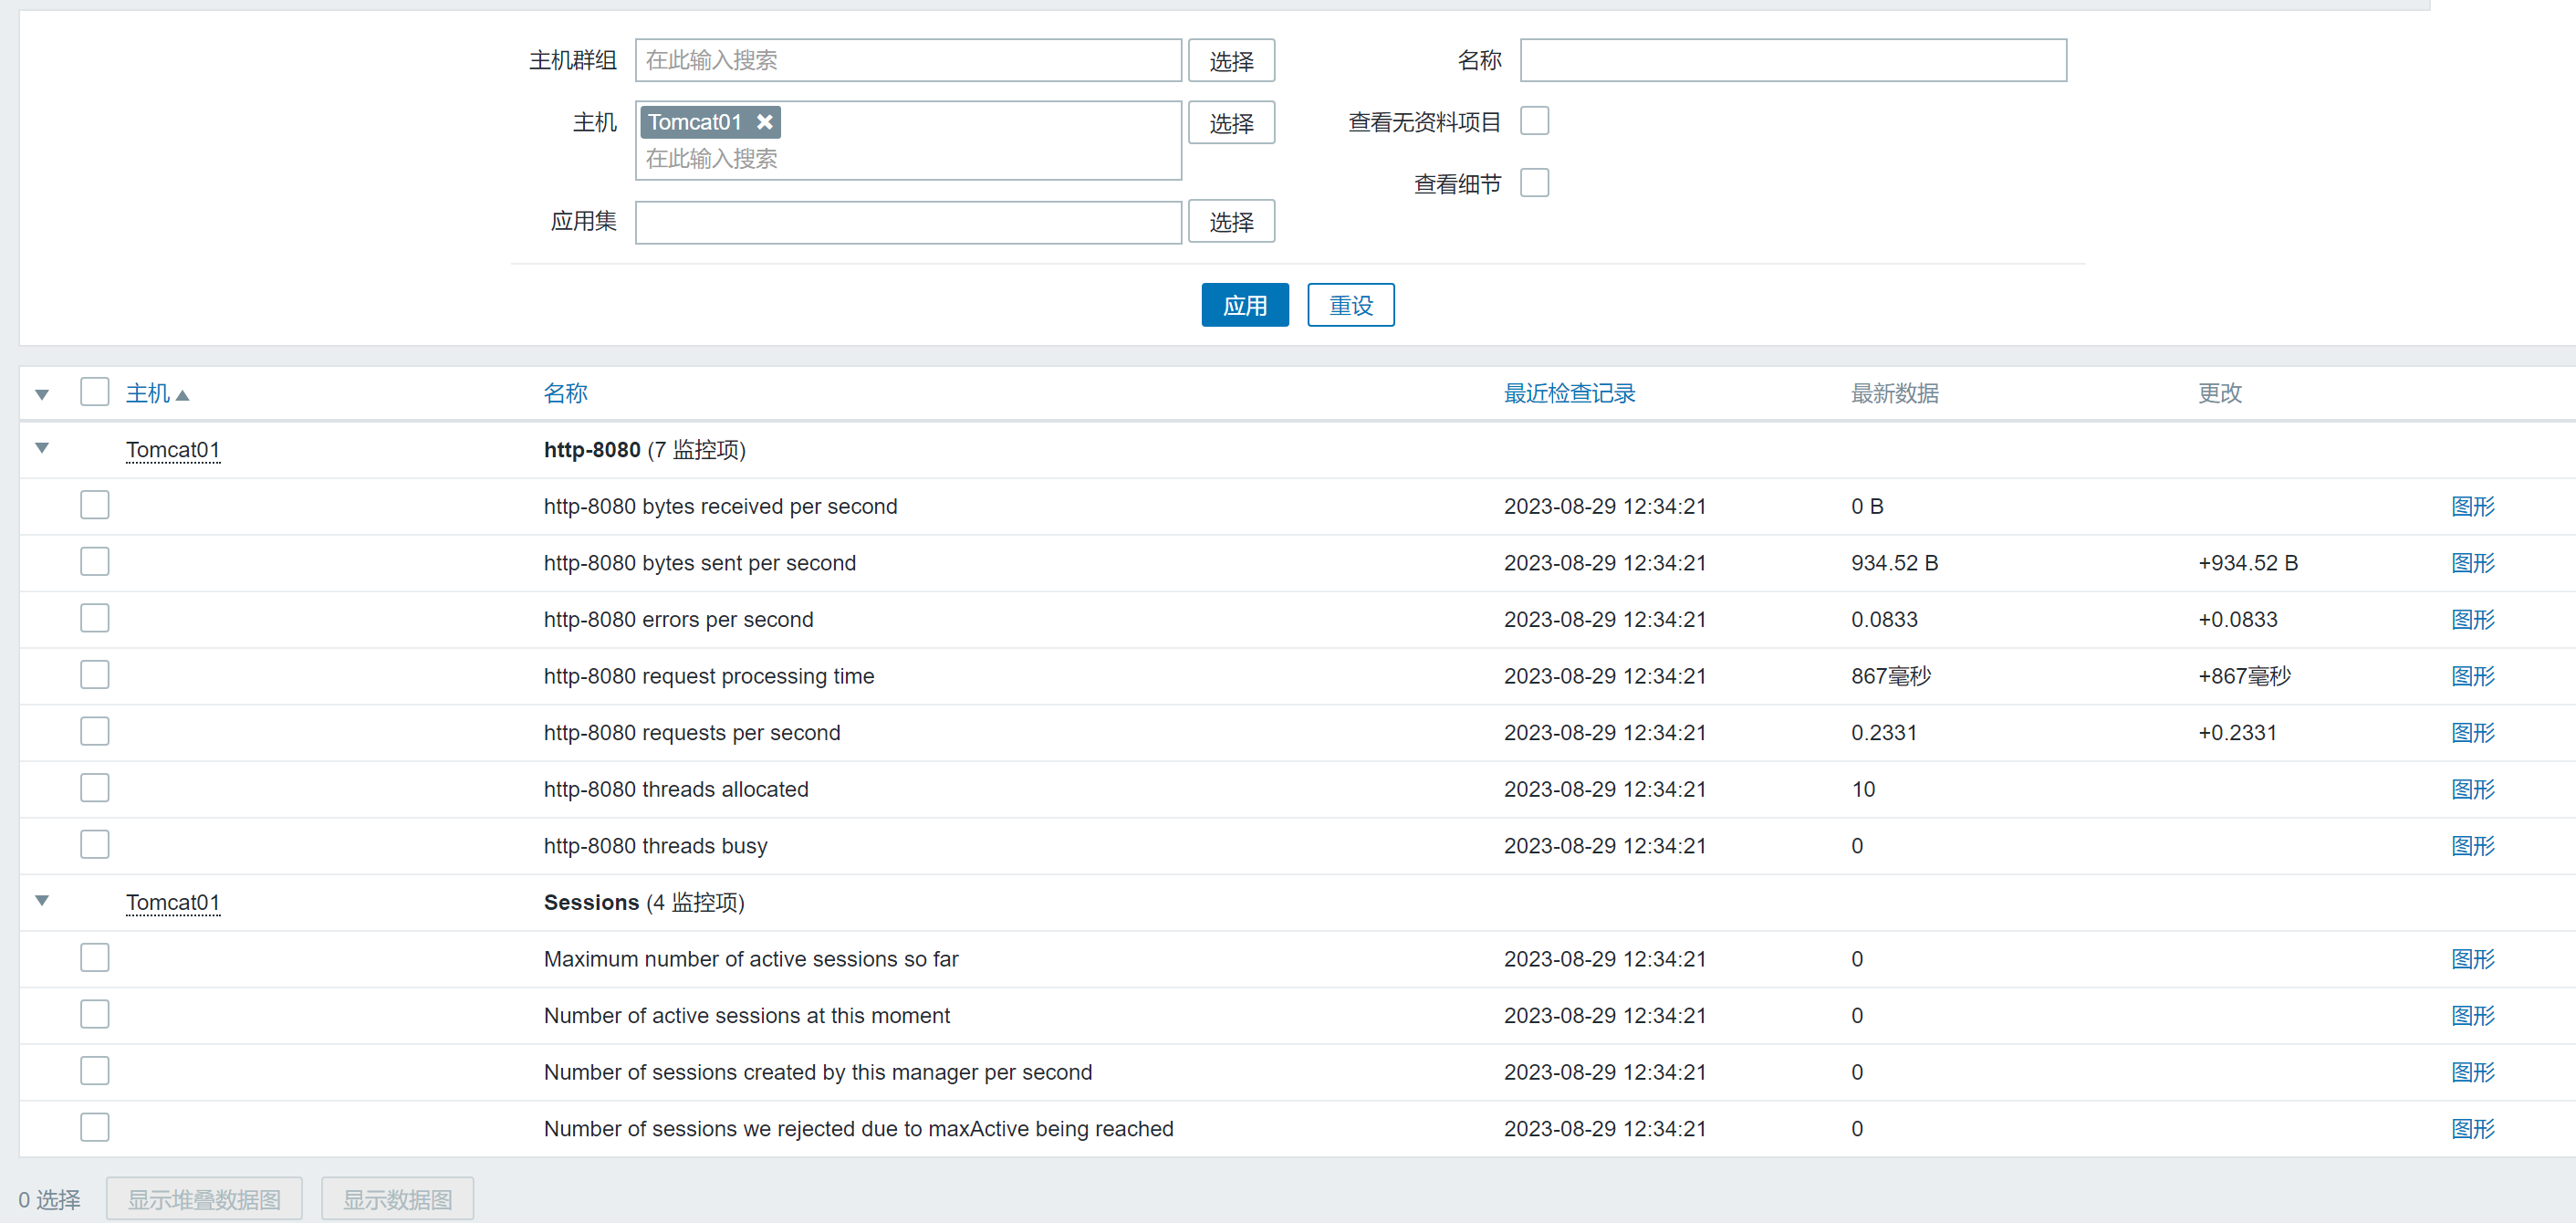 主机群组 在此输入搜索 选择 名称
主机 Tomcat01 选择 查看无资料项目
在此输入搜索
查看细节
应用集 选择
应用 重设
主机 名称 最近检查记录 最新数据 更改
Tomcat01 http-8080 (7 监控项)
http-8080 bytes received per second 2023-08-29 12:34:21 0 B 图形
http-8080 bytes sent per second 2023-08-29 12:34:21 934.52 B +934.52 B 图形
http-8080 errors per second 2023-08-29 12:34:21 0.0833 +0.0833 图形
http-8080 request processing time 2023-08-29 12:34:21 867毫秒 +867毫秒 图形
http-8080 requests per second 2023-08-29 12:34:21 0.2331 +0.2331 图形
http-8080 threads allocated 2023-08-29 12:34:21 10 图形
http-8080 threads busy 2023-08-29 12:34:21 0 图形
Tomcat01 Sessions (4 监控项)
Maximum number of active sessions so far 2023-08-29 12:34:21 0 图形
Number of active sessions at this moment 2023-08-29 12:34:21 0 图形
Number of sessions created by this manager per second 2023-08-29 12:34:21 0 图形
Number of sessions we rejected due to maxActive being reached 2023-08-29 12:34:21 0 图形
0 选择 显示堆叠数据图 显示数据图